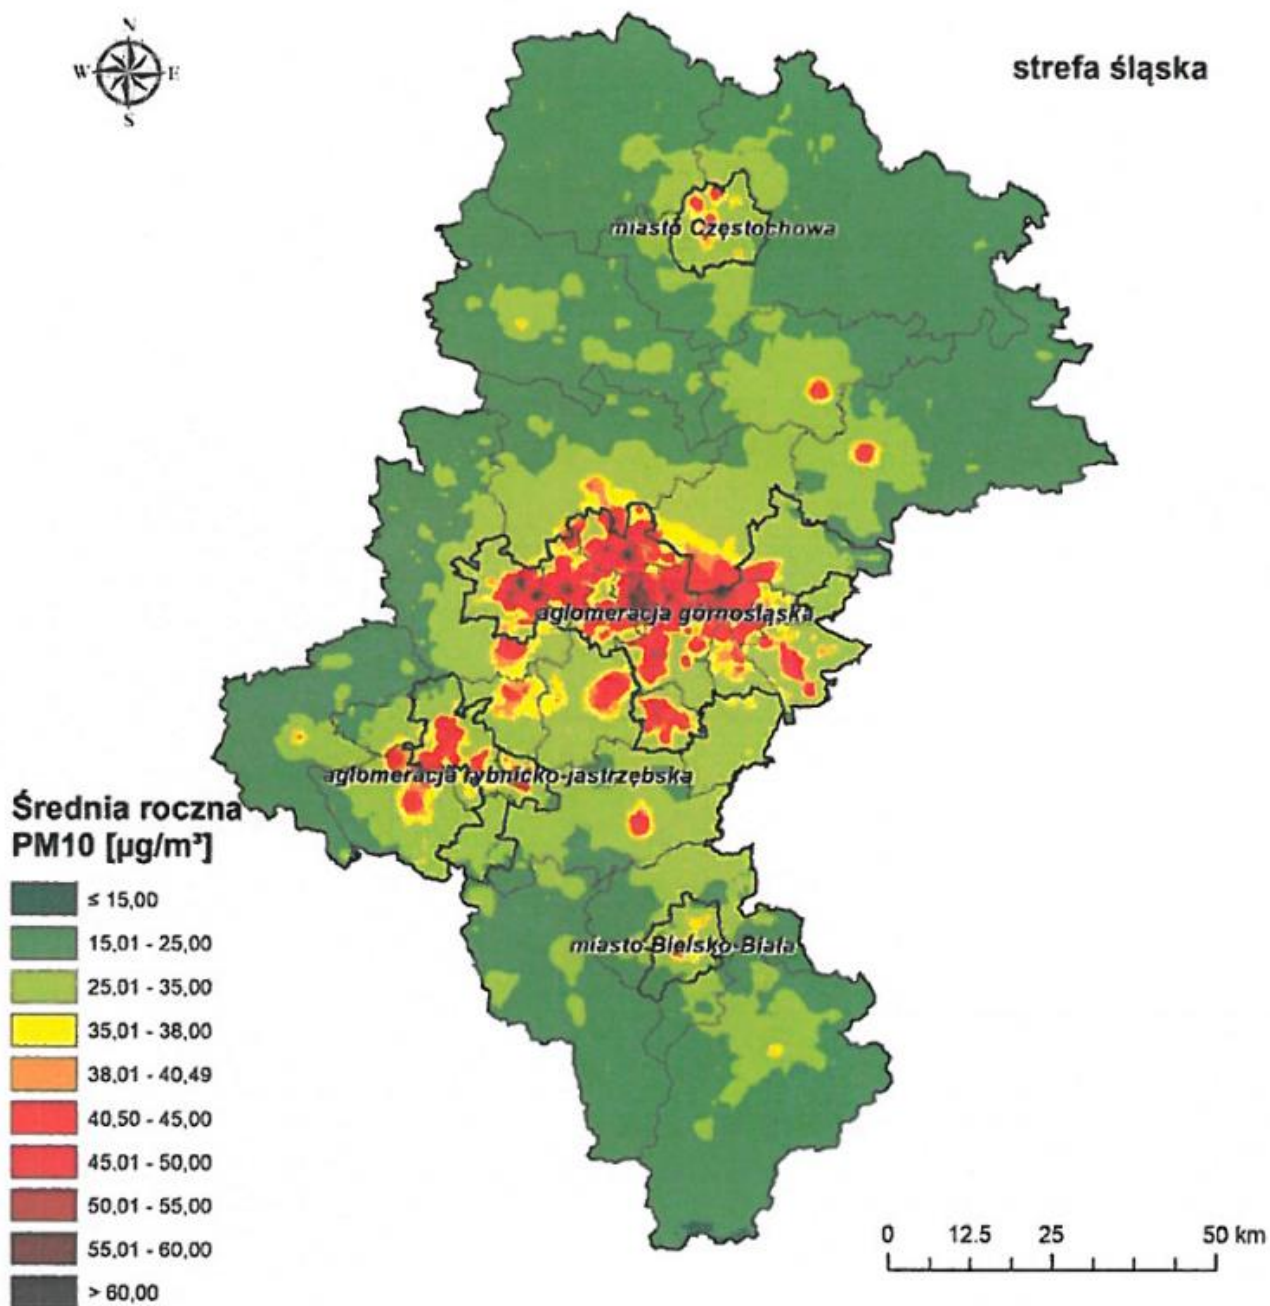 N
W E
S
strefa śląska
miasto Częstochowa
aglomeracja górnośląska
aglomeracja rybnicko-jastrzębska
miasto Bielsko-Biała
Średnia roczna
PM10 [µg/m³]
≤ 15,00
15,01 - 25,00
25,01 - 35,00
35,01 - 38,00
38,01 - 40,49
40,50 - 45,00
45,01 - 50,00
50,01 - 55,00
55,01 - 60,00
> 60,00
0 12.5 25 50 km